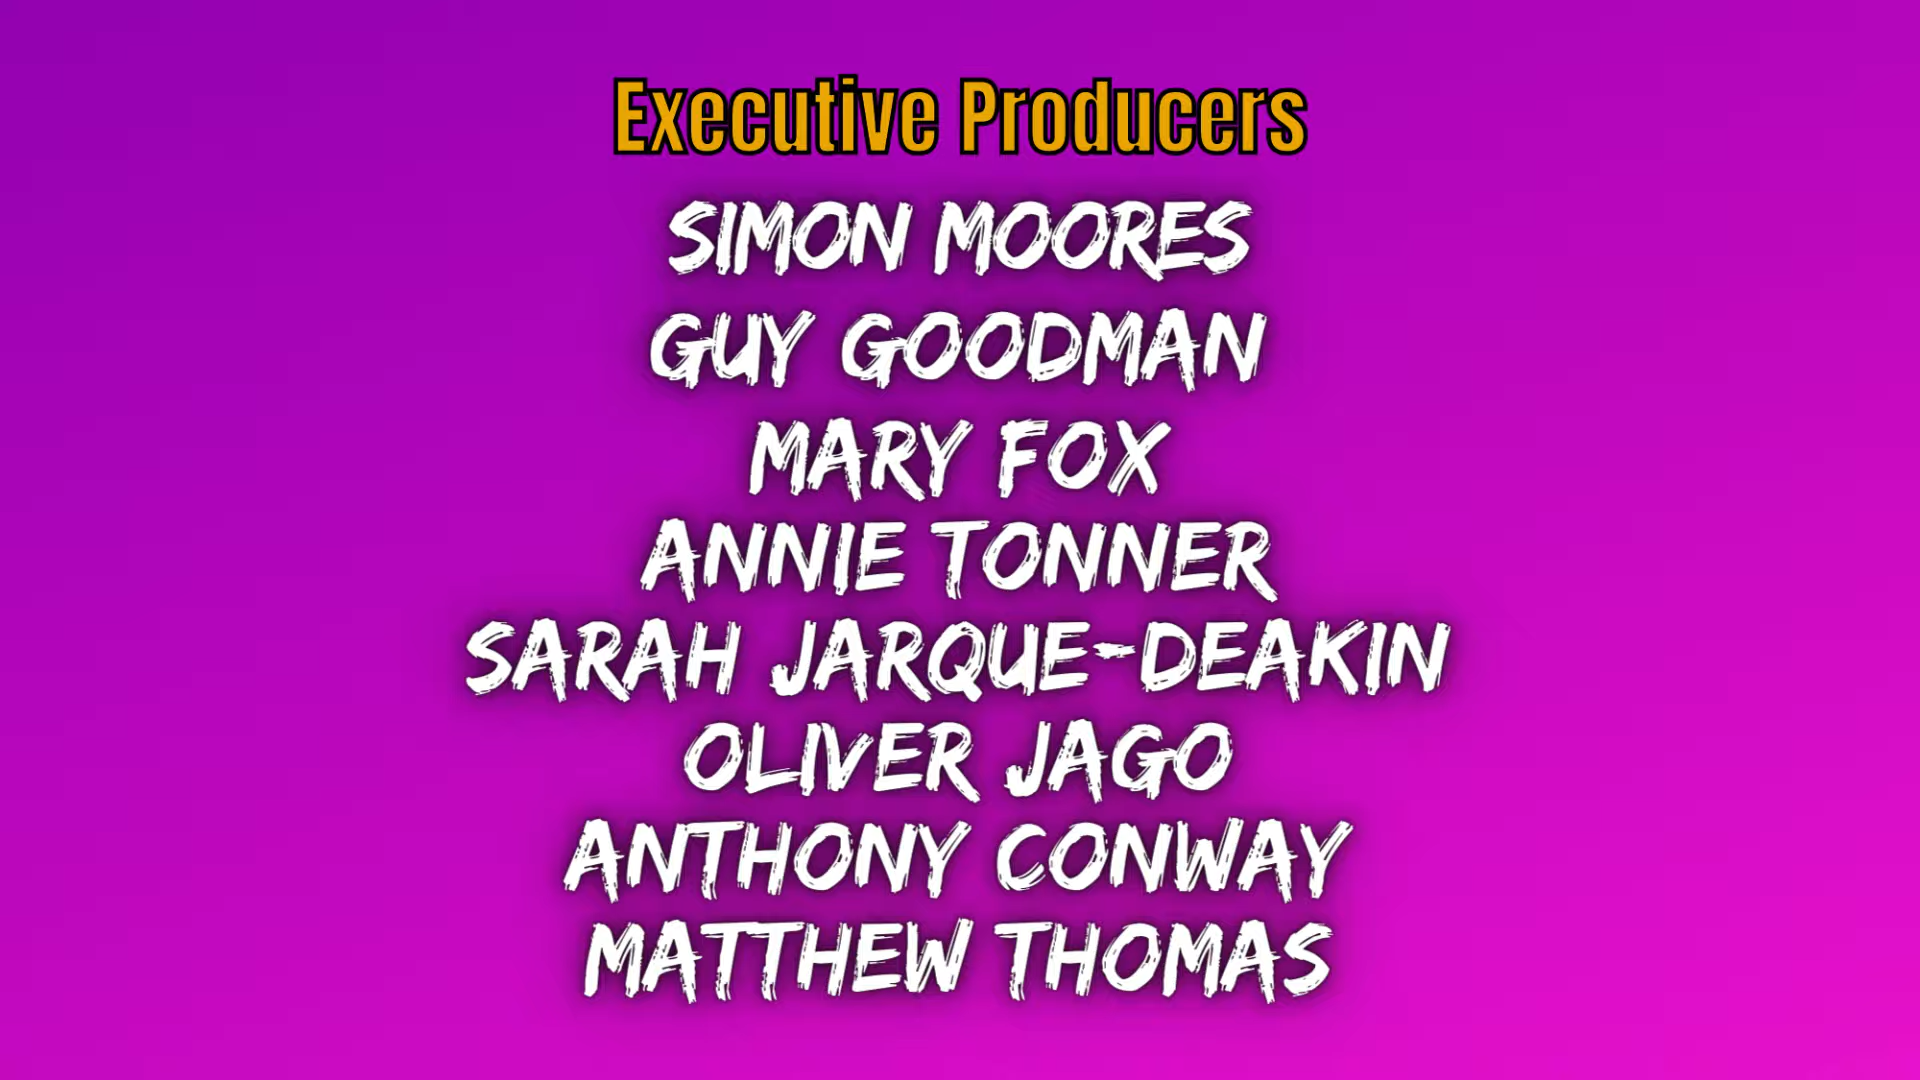 Executive Producers
SIMON MOORES
GUY GOODMAN
MARY FOX
ANNIE TONNER
SARAH JARQUE-DEAKIN
OLIVER JAGO
ANTHONY CONWAY
MATTHEW THOMAS